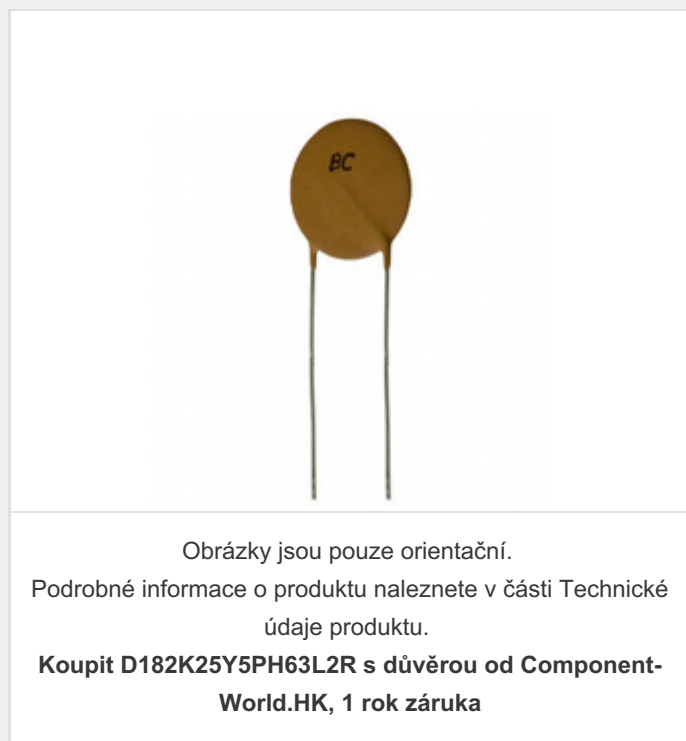 BC
Obrázky jsou pouze orientační.
Podrobné informace o produktu naleznete v části Technické
údaje produktu.
Koupit D182K25Y5PH63L2R s důvěrou od Component-
World.HK, 1 rok záruka